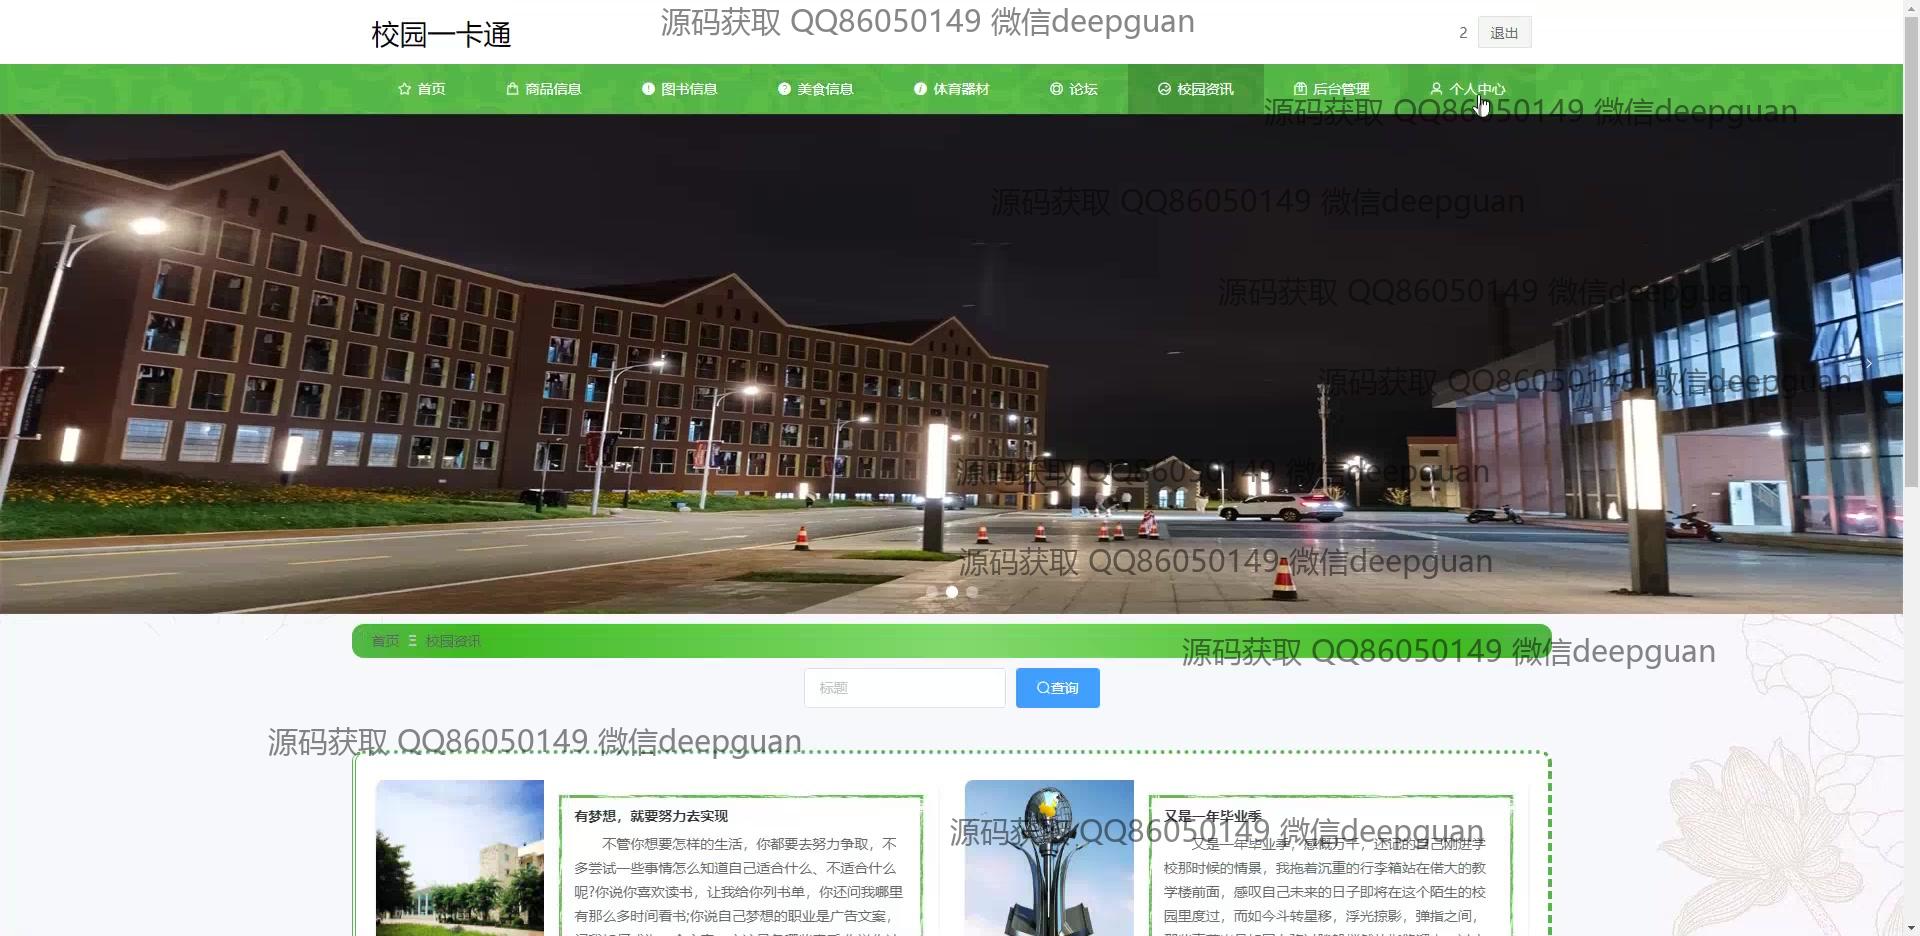 校园一卡通
源码获取 QQ86050149 微信deepguan
2
退出
首页
商品信息
图书信息
美食信息
体育器材
论坛
校园资讯
后台管理
个人中心
源码获取 QQ86050149 微信deepguan
源码获取 QQ86050149 微信deepguan
源码获取 QQ86050149 微信deepguan
源码获取 QQ86050149 微信deepguan
源码获取 QQ86050149 微信deepguan
源码获取 QQ86050149 微信deepguan
首页 校园资讯
源码获取 QQ86050149 微信deepguan
标题
查询
源码获取 QQ86050149 微信deepguan
有梦想，就要努力去实现
不管你想要怎样的生活，你都要去努力争取，不
多尝试一些事情怎么知道自己适合什么、不适合什么
呢?你说你喜欢读书，让我给你列书单，你还问我哪里
有那么多时间看书;你说自己梦想的职业是广告文案，
又是一年毕业季
源码获取 QQ86050149 微信deepguan
又是一年毕业季，感慨万千，还记的自己刚进学
校那时候的情景，我拖着沉重的行李箱站在偌大的教
学楼前面，感叹自己未来的日子即将在这个陌生的校
园里度过，而如今斗转星移，浮光掠影，弹指之间，